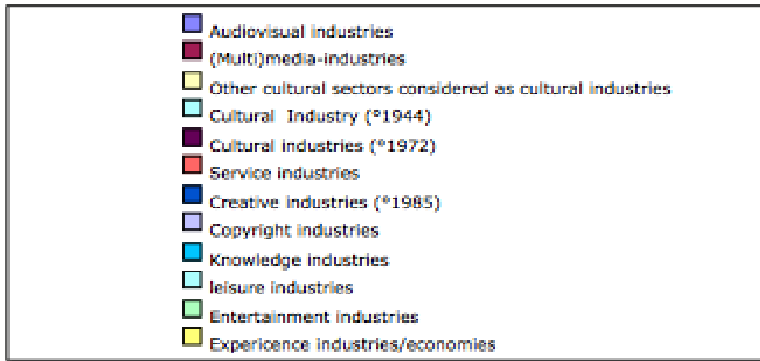 Audiovisual industries
(Multi)media-industries
Other cultural sectors considered as cultural industries
Cultural Industry (°1944)
Cultural industries (°1972)
Service industries
Creative industries (°1985)
Copyright industries
Knowledge industries
leisure industries
Entertainment industries
Expericence industries/economies